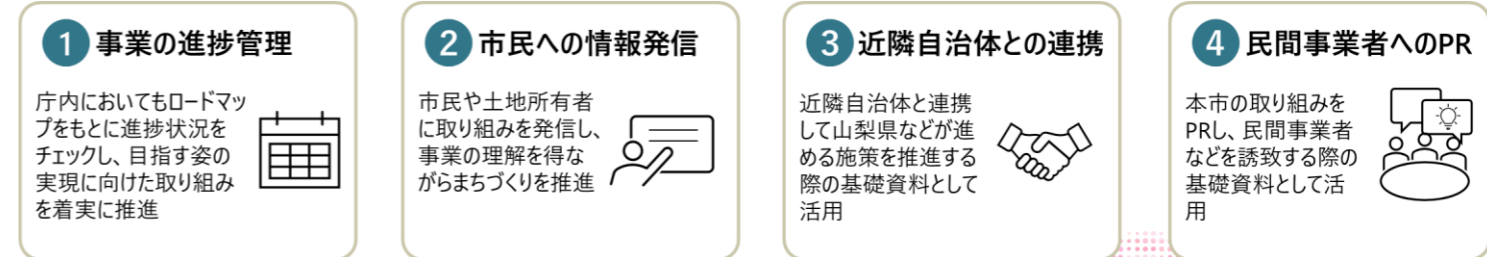 1 事業の進捗管理
庁内においてもロードマッ
プをもとに進捗状況を
チェックし、目指す姿の
実現に向けた取り組み
を着実に推進
2 市民への情報発信
市民や土地所有者
に取り組みを発信し、
事業の理解を得な
がらまちづくりを推進
3 近隣自治体との連携
近隣自治体と連携
して山梨県などが進
める施策を推進する
際の基礎資料として
活用
4 民間事業者へのPR
本市の取り組みを
PRし、民間事業者
などを誘致する際の
基礎資料として活
用